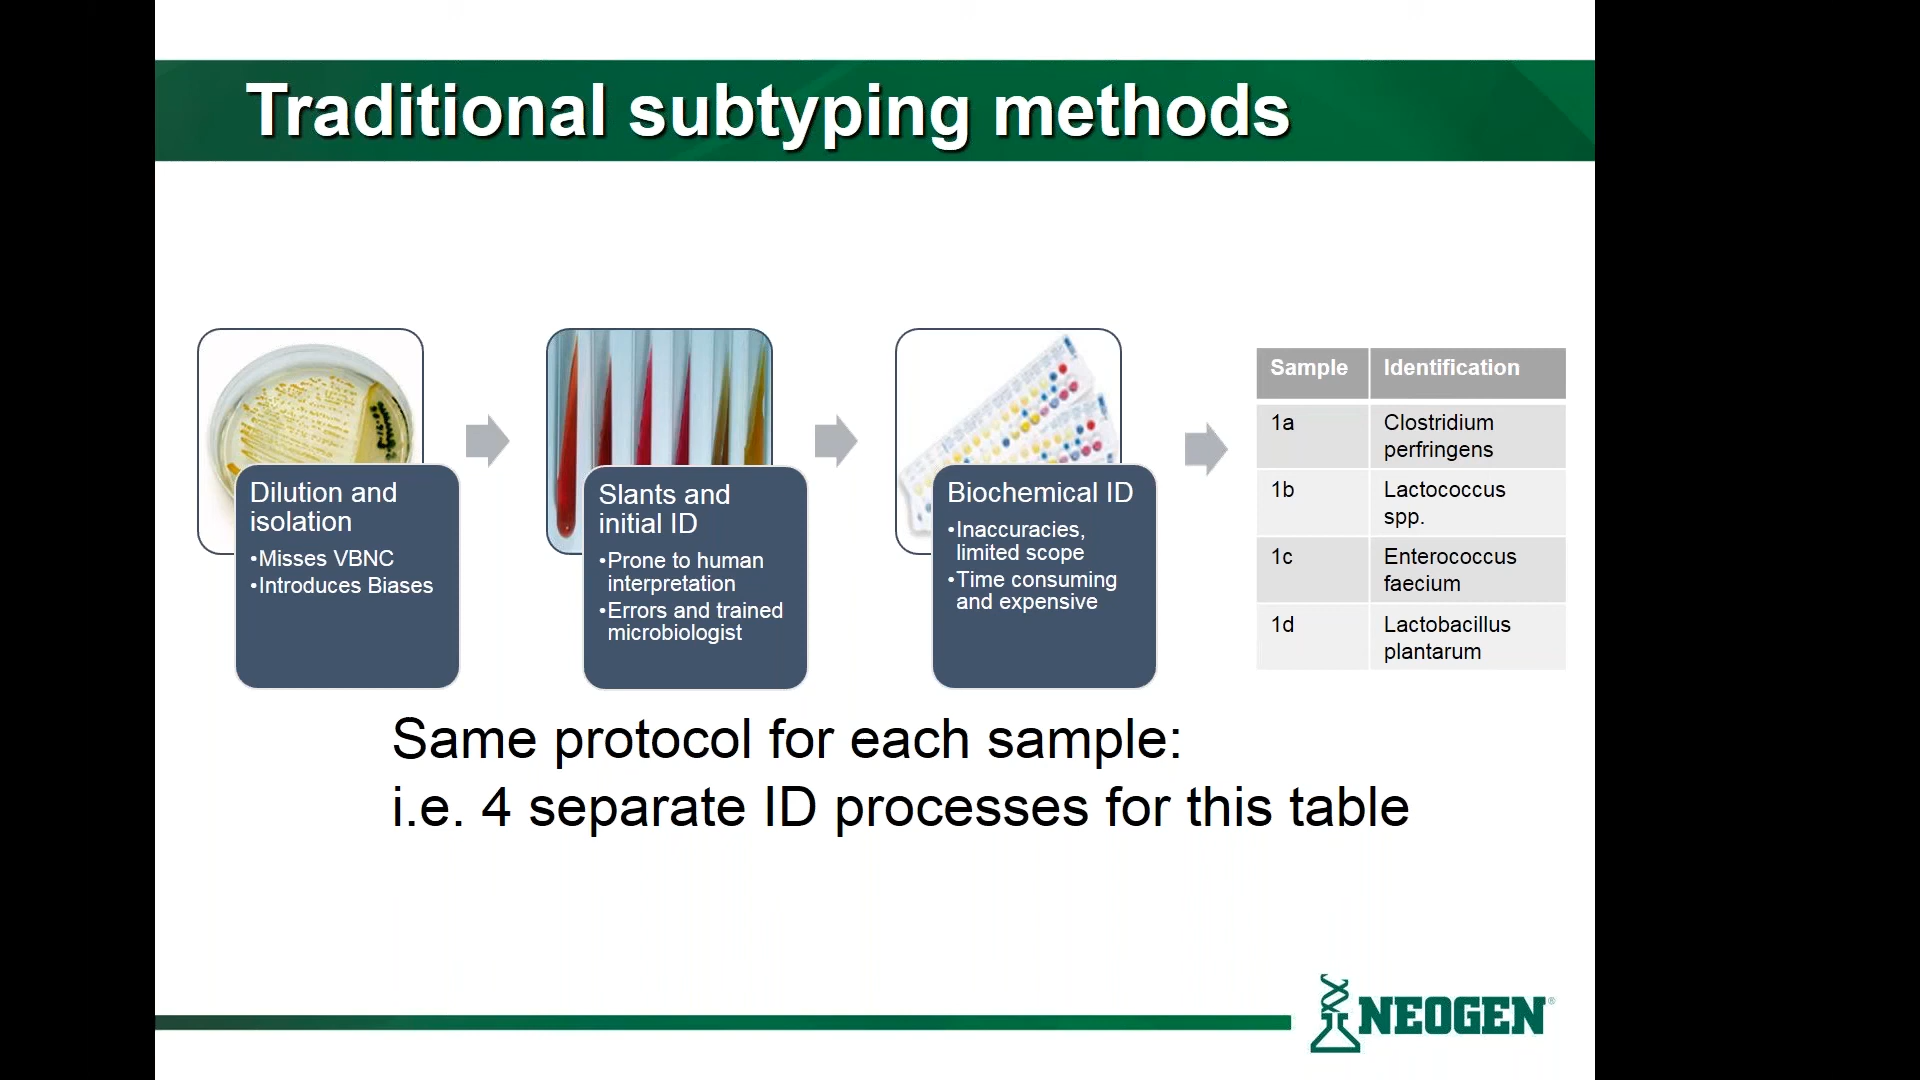 Traditional subtyping methods
Dilution and
isolation
•Misses VBNC
•Introduces Biases
Slants and
initial ID
•Prone to human
interpretation
•Errors and trained
microbiologist
Biochemical ID
•Inaccuracies,
limited scope
•Time consuming
and expensive
Sample Identification
1a Clostridium
perfringens
1b Lactococcus
spp.
1c Enterococcus
faecium
1d Lactobacillus
plantarum
Same protocol for each sample:
i.e. 4 separate ID processes for this table
NEOGEN®